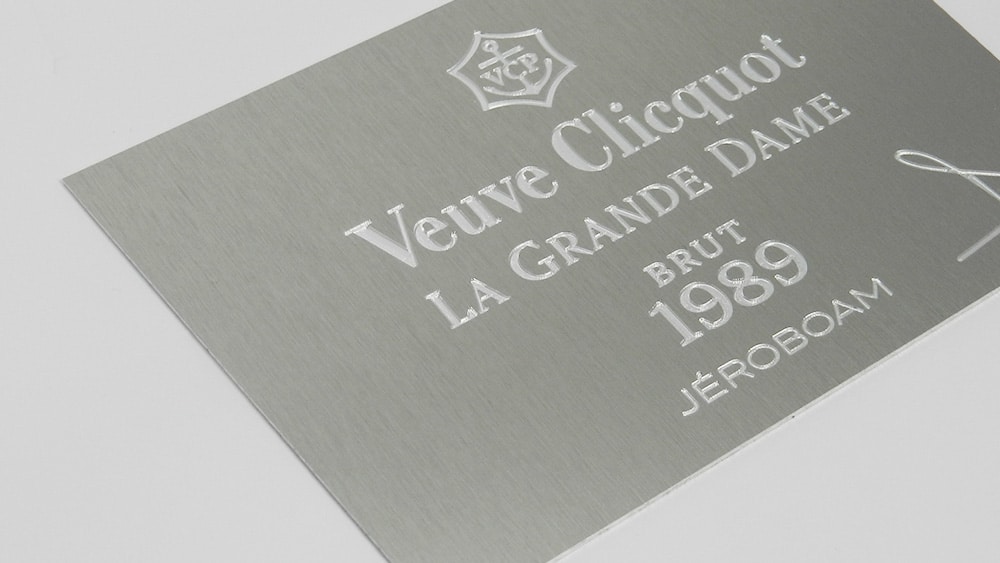 VCP
Veuve Clicquot
LA GRANDE DAME
BRUT
1989
JÉROBOAM